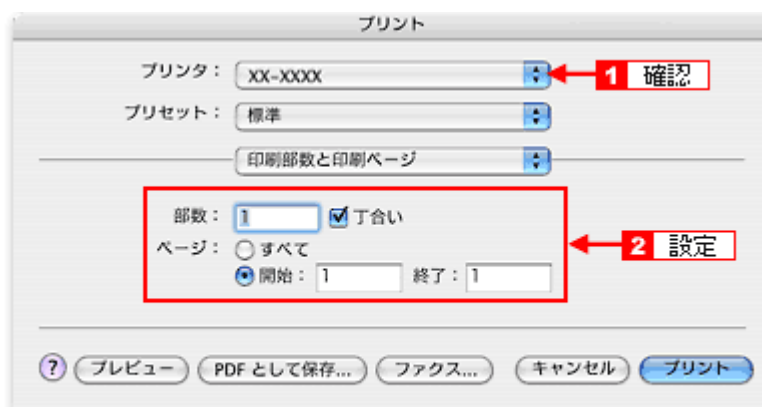 プリント
プリンタ： XX-XXXX 1 確認
プリセット： 標準
印刷部数と印刷ページ
部数： 1 丁合い
ページ： すべて
開始： 1 終了： 1 2 設定
? プレビュー PDF として保存... ファクス... キャンセル プリント